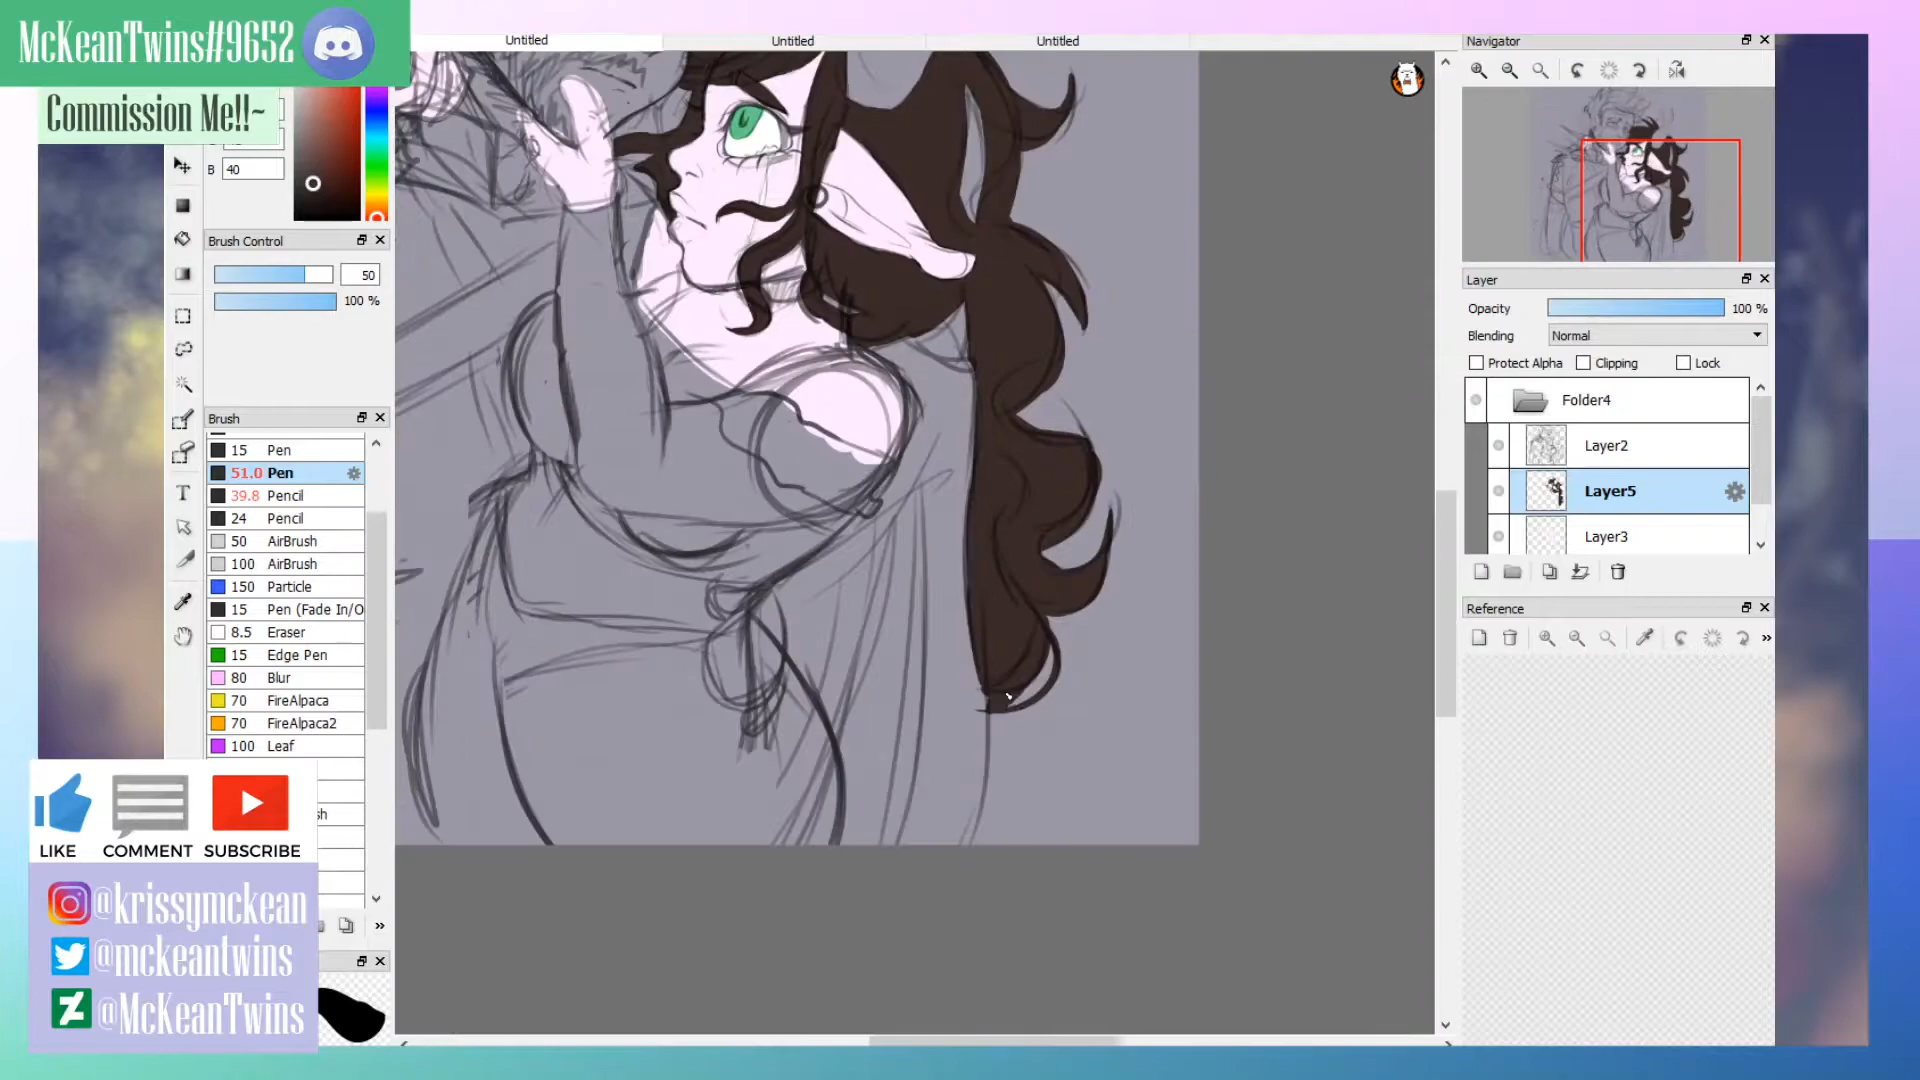 McKeanTwins#9652
Commission Me!!~
Untitled
Untitled
Untitled
B 40
Brush Control
50
100 %
Brush
15 Pen
51.0 Pen
39.8 Pencil
24 Pencil
50 AirBrush
100 AirBrush
150 Particle
15 Pen (Fade In/O
8.5 Eraser
15 Edge Pen
80 Blur
70 FireAlpaca
70 FireAlpaca2
100 Leaf
sh
»
LIKE
COMMENT
SUBSCRIBE
@krissymckean
@mckeantwins
@McKeanTwins
Navigator
Layer
Opacity 100 %
Blending Normal
Protect Alpha Clipping Lock
Folder4
Layer2
Layer5
Layer3
Reference
»